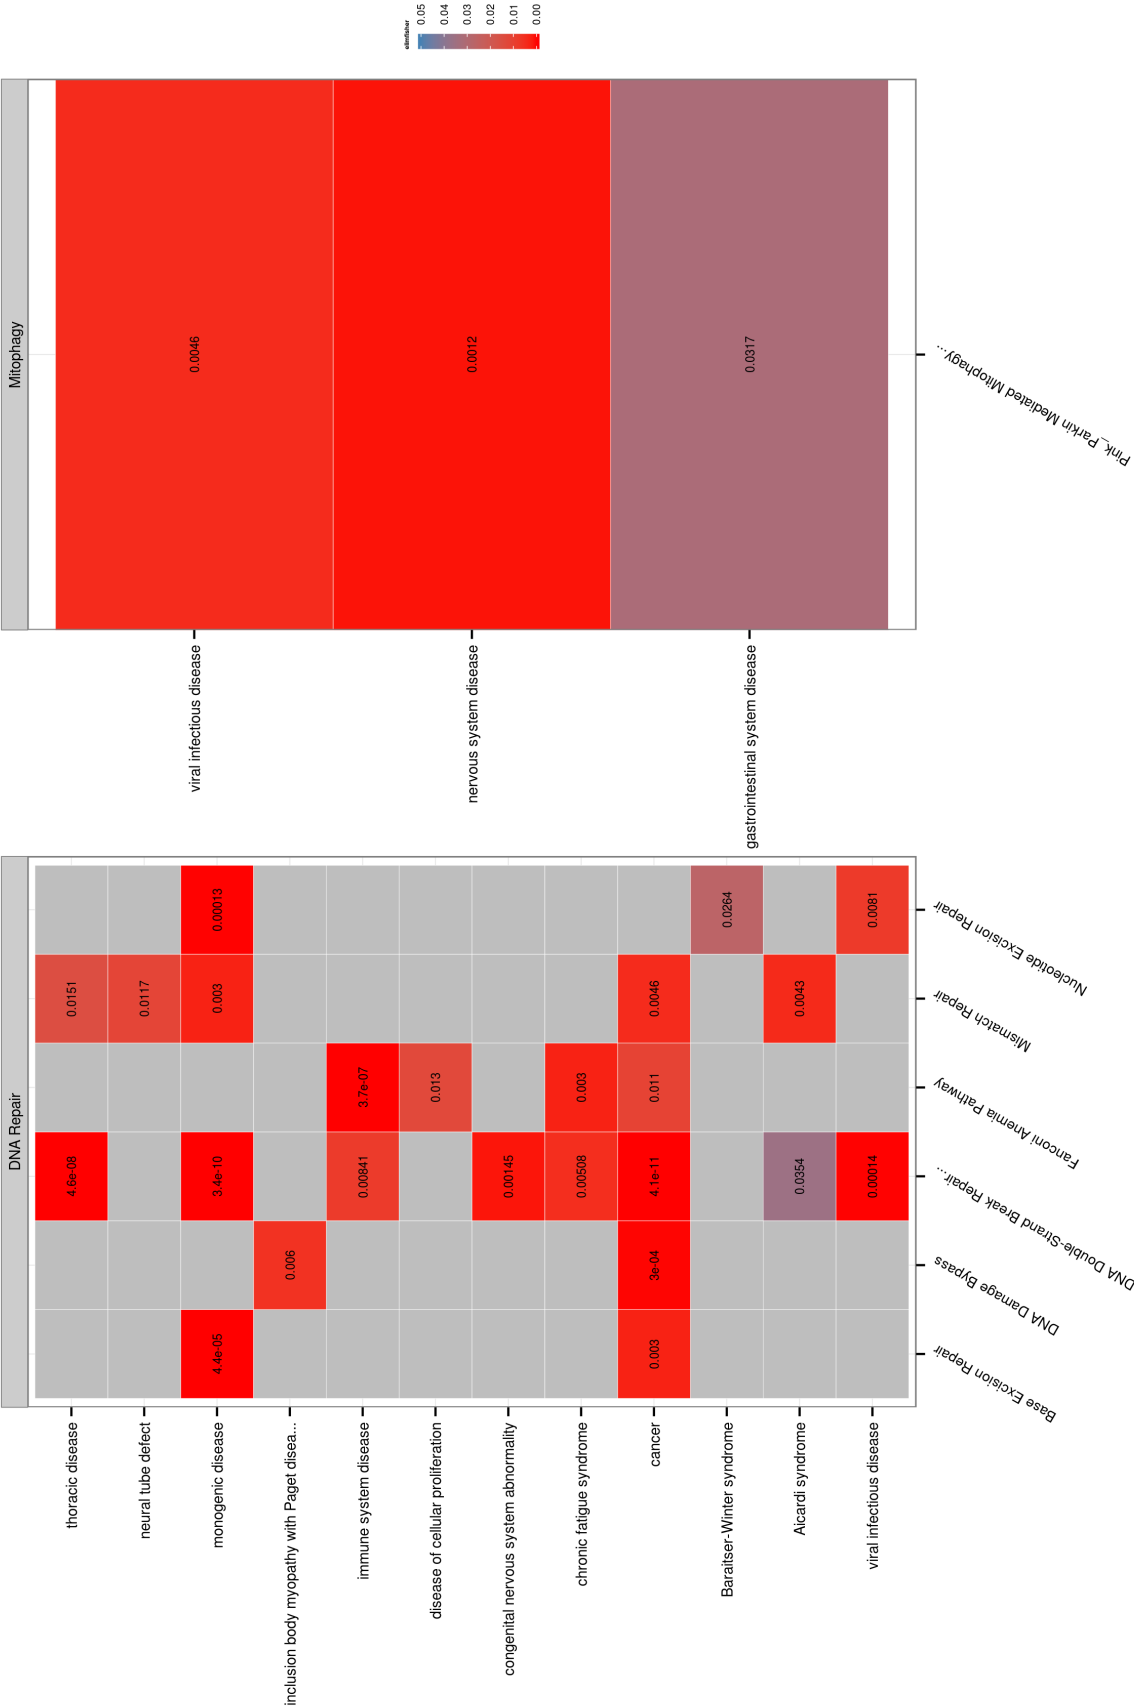 DNA Repair
thoracic disease
4.6e-08
0.0151
neural tube defect
0.0117
monogenic disease
4.4e-05
3.4e-10
0.003
0.00013
inclusion body myopathy with Paget disea...
0.006
immune system disease
0.00841
3.7e-07
disease of cellular proliferation
0.013
congenital nervous system abnormality
0.00145
chronic fatigue syndrome
0.00508
0.003
cancer
0.003
3e-04
4.1e-11
0.011
0.0046
Baraitser-Winter syndrome
0.0264
Aicardi syndrome
0.0354
0.0043
viral infectious disease
0.00014
0.0081
Base Excision Repair
DNA Damage Bypass
DNA Double-Strand Break Repair...
Fanconi Anemia Pathway
Mismatch Repair
Nucleotide Excision Repair
Mitophagy
viral infectious disease
0.0046
nervous system disease
0.0012
gastrointestinal system disease
0.0317
Pink_Parkin Mediated Mitophagy...
elimfisher
0.05
0.04
0.03
0.02
0.01
0.00